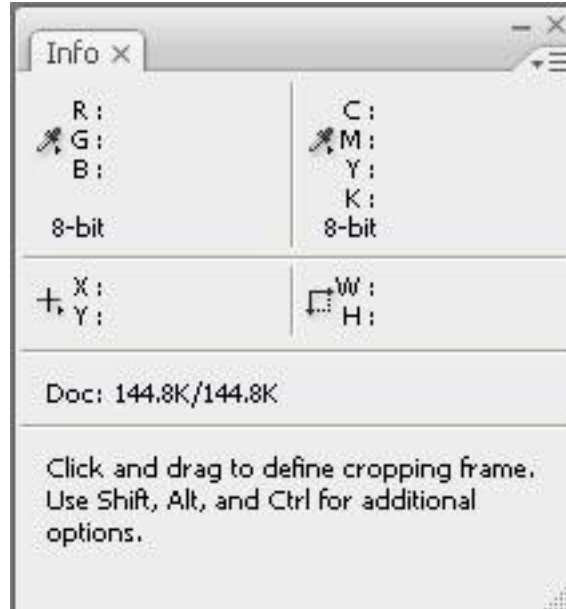 Info
R :
G :
B :
8-bit
C :
M :
Y :
K :
8-bit
X :
Y :
W :
H :
Doc: 144.8K/144.8K
Click and drag to define cropping frame.
Use Shift, Alt, and Ctrl for additional
options.